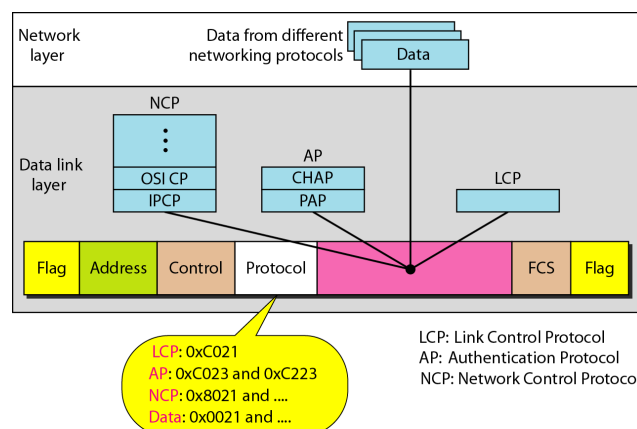 Network
layer
Data from different
networking protocols
Data
NCP
Data link
layer
OSI CP
IPCP
AP
CHAP
PAP
LCP
Flag
Address
Control
Protocol
FCS
Flag
LCP: 0xC021
AP: 0xC023 and 0xC223
NCP: 0x8021 and ....
Data: 0x0021 and ....
LCP: Link Control Protocol
AP: Authentication Protocol
NCP: Network Control Protoco